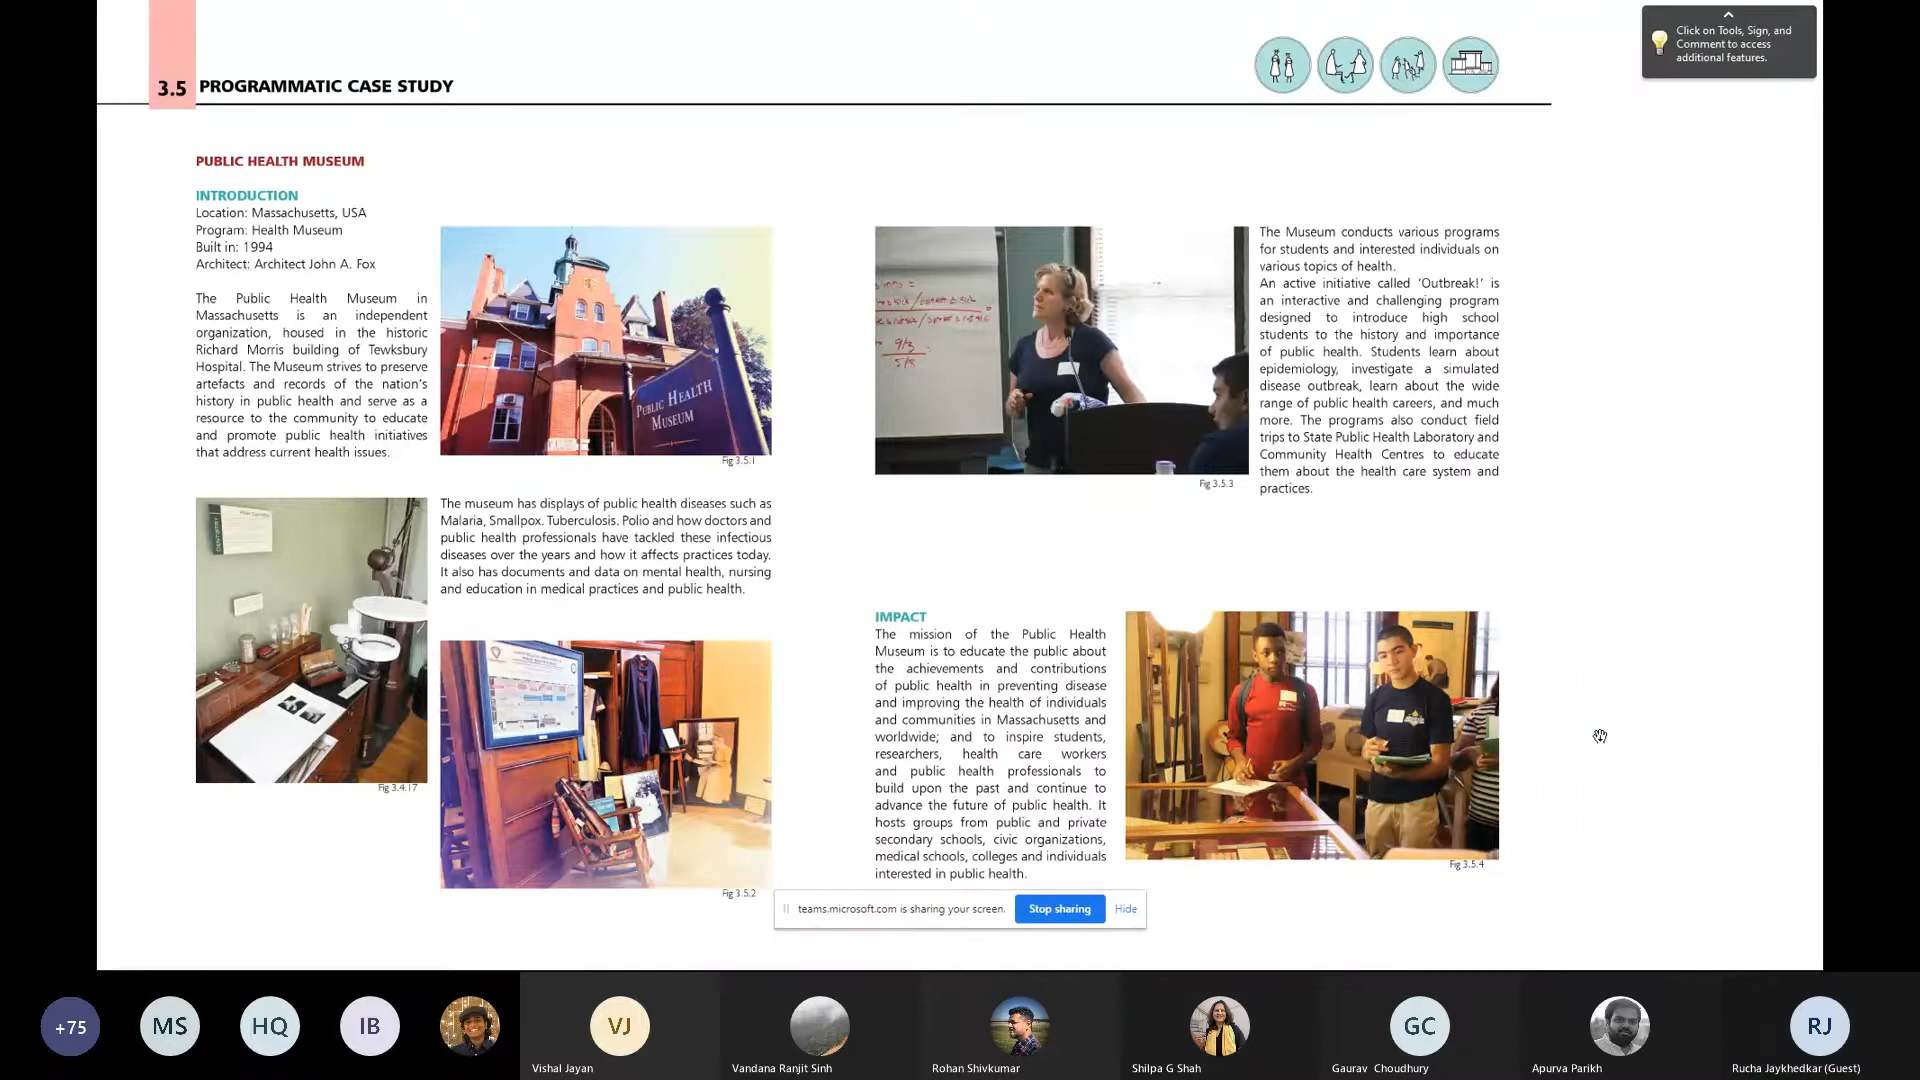 3.5 PROGRAMMATIC CASE STUDY
Click on Tools, Sign, and
Comment to access
additional features.
PUBLIC HEALTH MUSEUM
INTRODUCTION
Location: Massachusetts, USA
Program: Health Museum
Built in: 1994
Architect: Architect John A. Fox
The Public Health Museum in
Massachusetts is an independent
organization, housed in the historic
Richard Morris building of Tewksbury
Hospital. The Museum strives to preserve
artefacts and records of the nation's
history in public health and serve as a
resource to the community to educate
and promote public health initiatives
that address current health issues.
PUBLIC HEALTH
MUSEUM
Fig 3.5.1
Fig 3.4.17
The museum has displays of public health diseases such as
Malaria, Smallpox. Tuberculosis. Polio and how doctors and
public health professionals have tackled these infectious
diseases over the years and how it affects practices today.
It also has documents and data on mental health, nursing
and education in medical practices and public health.
Fig 3.5.2
9/3
5/8
Fig 3.5.3
The Museum conducts various programs
for students and interested individuals on
various topics of health.
An active initiative called ‘Outbreak!’ is
an interactive and challenging program
designed to introduce high school
students to the history and importance
of public health. Students learn about
epidemiology, investigate a simulated
disease outbreak, learn about the wide
range of public health careers, and much
more. The programs also conduct field
trips to State Public Health Laboratory and
Community Health Centres to educate
them about the health care system and
practices.
IMPACT
The mission of the Public Health
Museum is to educate the public about
the achievements and contributions
of public health in preventing disease
and improving the health of individuals
and communities in Massachusetts and
worldwide; and to inspire students,
researchers, health care workers
and public health professionals to
build upon the past and continue to
advance the future of public health. It
hosts groups from public and private
secondary schools, civic organizations,
medical schools, colleges and individuals
interested in public health.
Fig 3.5.4
teams.microsoft.com is sharing your screen. Stop sharing Hide
+75 MS HQ IB VJ GC RJ
Vishal Jayan Vandana Ranjit Sinh Rohan Shivkumar Shilpa G Shah Gaurav Choudhury Apurva Parikh Rucha Jaykhedkar (Guest)